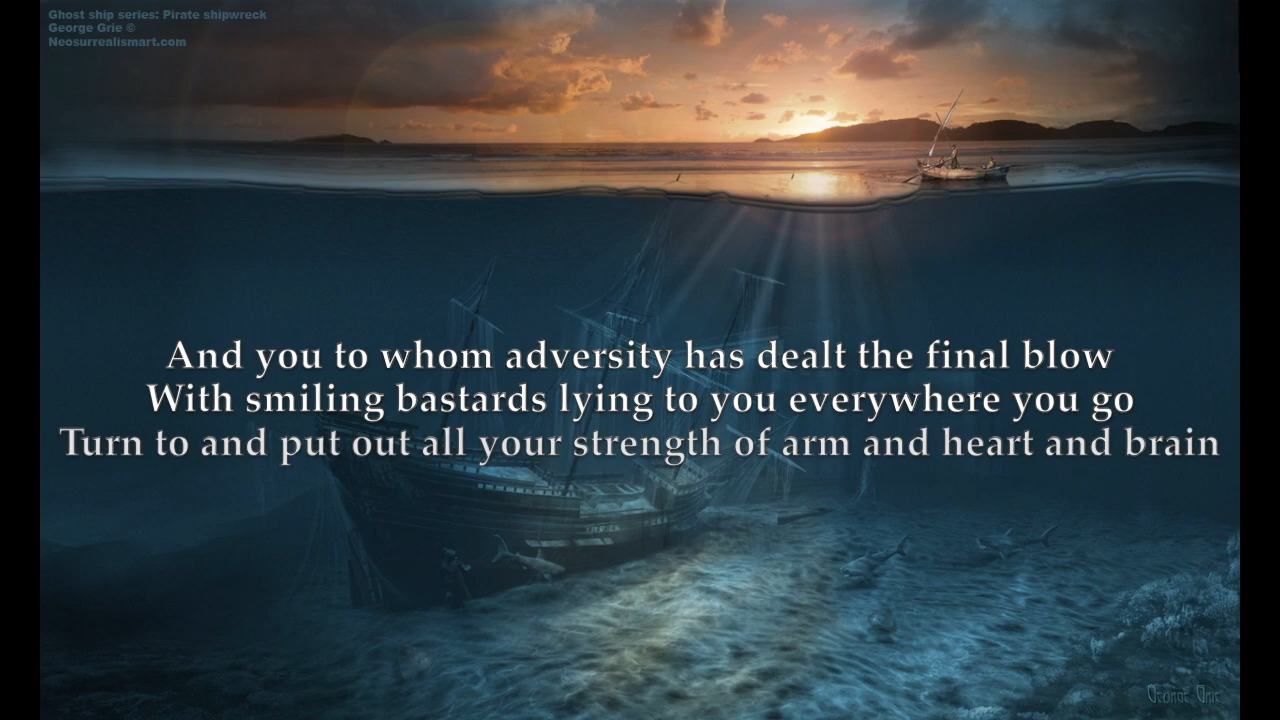 Ghost ship series: Pirate shipwreck
George Grie ©
Neosurrealismart.com
And you to whom adversity has dealt the final blow
With smiling bastards lying to you everywhere you go
Turn to and put out all your strength of arm and heart and brain
George Grie